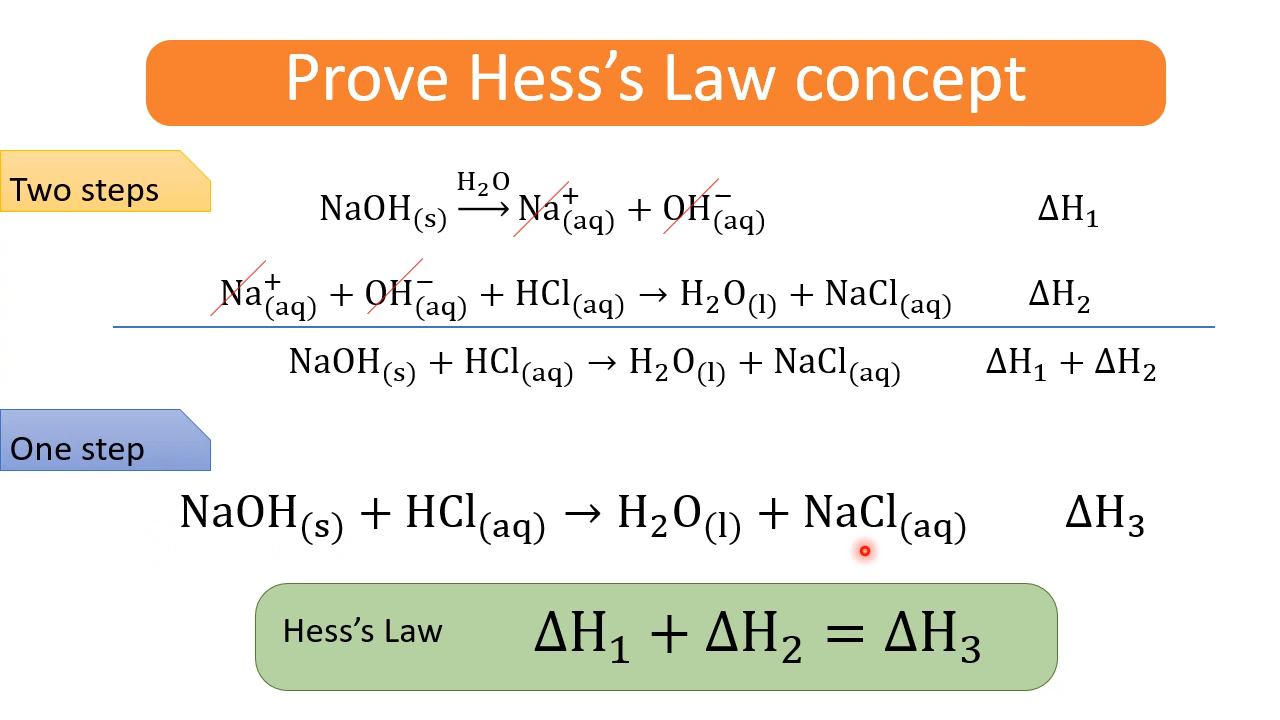 Prove Hess’s Law concept
Two steps
NaOH(s) H₂O⟶ Na⁺(aq) + OH⁻(aq) ΔH₁
Na⁺(aq) + OH⁻(aq) + HCl(aq) → H₂O(l) + NaCl(aq) ΔH₂
NaOH(s) + HCl(aq) → H₂O(l) + NaCl(aq) ΔH₁ + ΔH₂
One step
NaOH(s) + HCl(aq) → H₂O(l) + NaCl(aq) ΔH₃
Hess’s Law ΔH₁ + ΔH₂ = ΔH₃